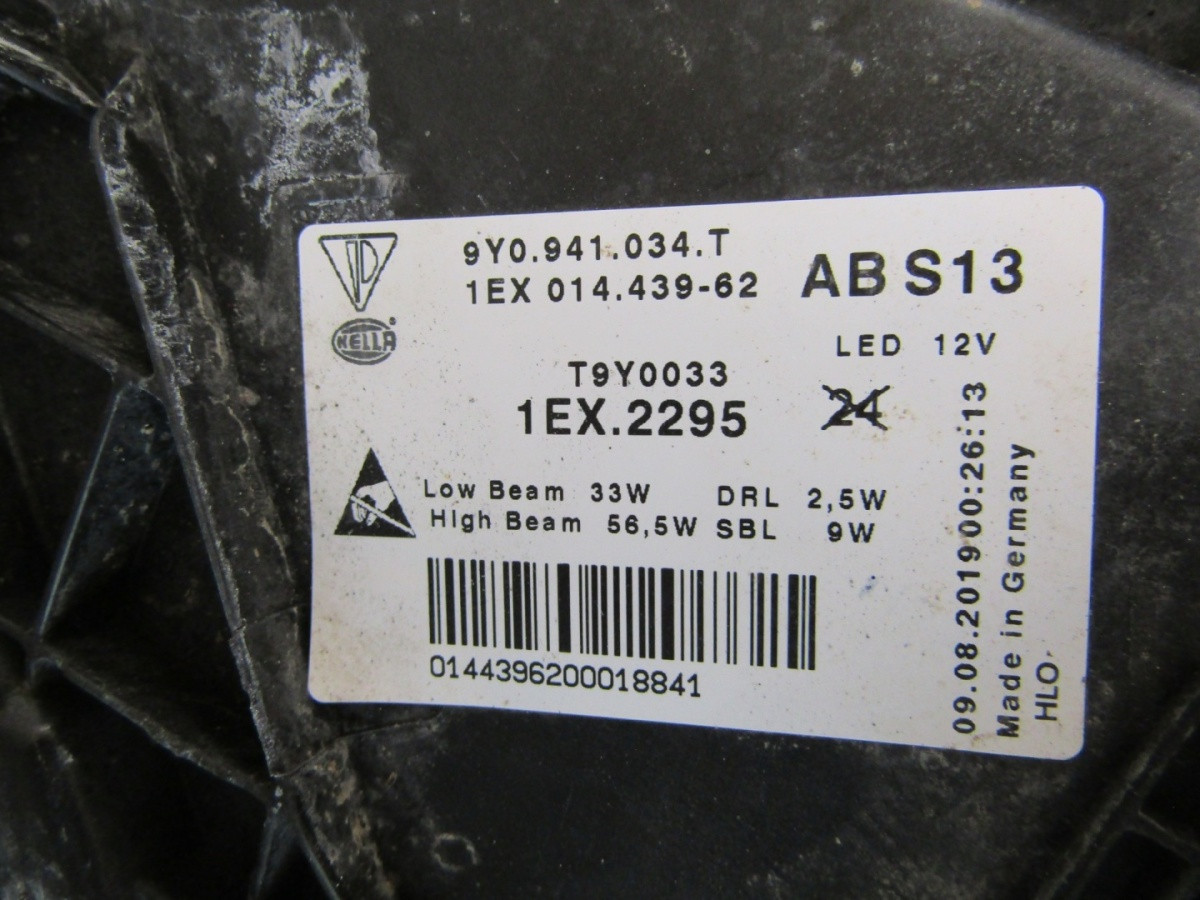 9Y0.941.034.T
1EX 014.439-62
AB S13
HELLA
LED 12V
T9Y0033
1EX.2295
24
Low Beam 33W DRL 2,5W
High Beam 56,5W SBL 9W
0144396200018841
09.08.2019 00:26:13
Made in Germany
HLO